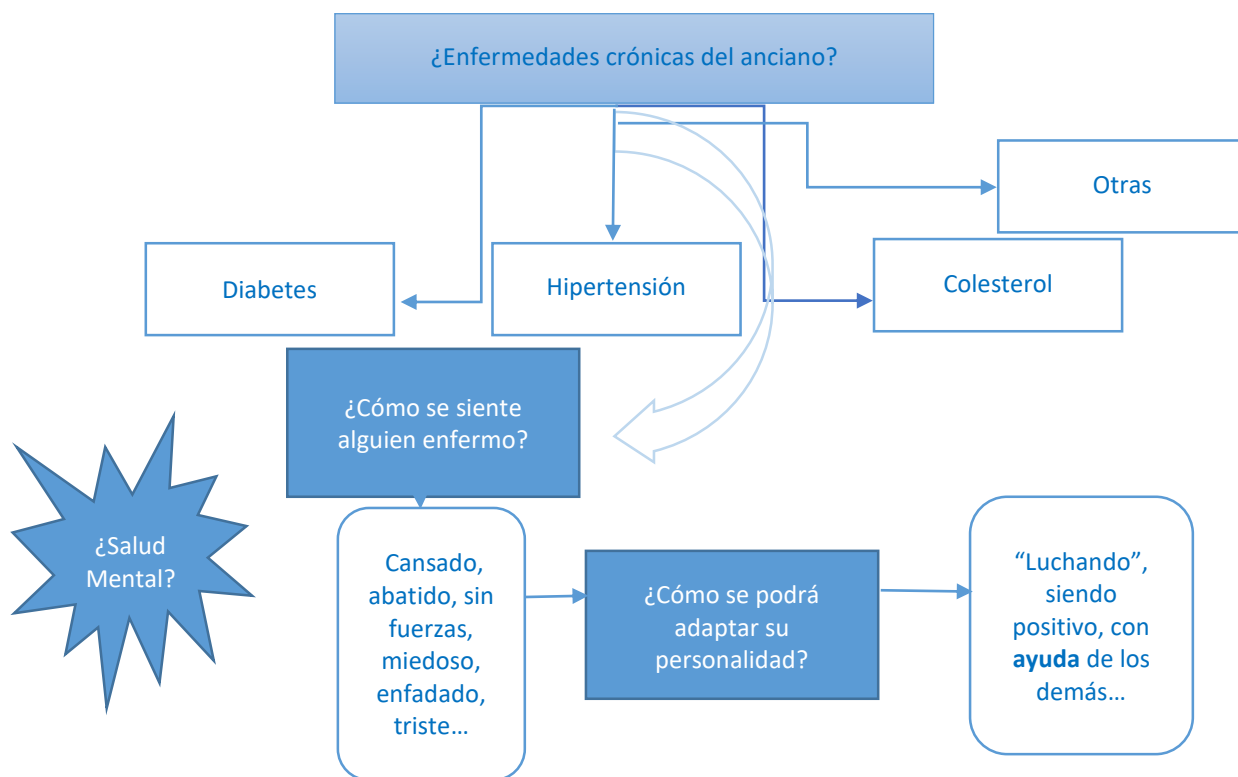 ¿Enfermedades crónicas del anciano?
Otras
Diabetes
Hipertensión
Colesterol
¿Cómo se siente
alguien enfermo?
¿Salud
Mental?
Cansado,
abatido, sin
fuerzas,
miedoso,
enfadado,
triste…
¿Cómo se podrá
adaptar su
personalidad?
“Luchando”,
siendo
positivo, con
ayuda de los
demás…